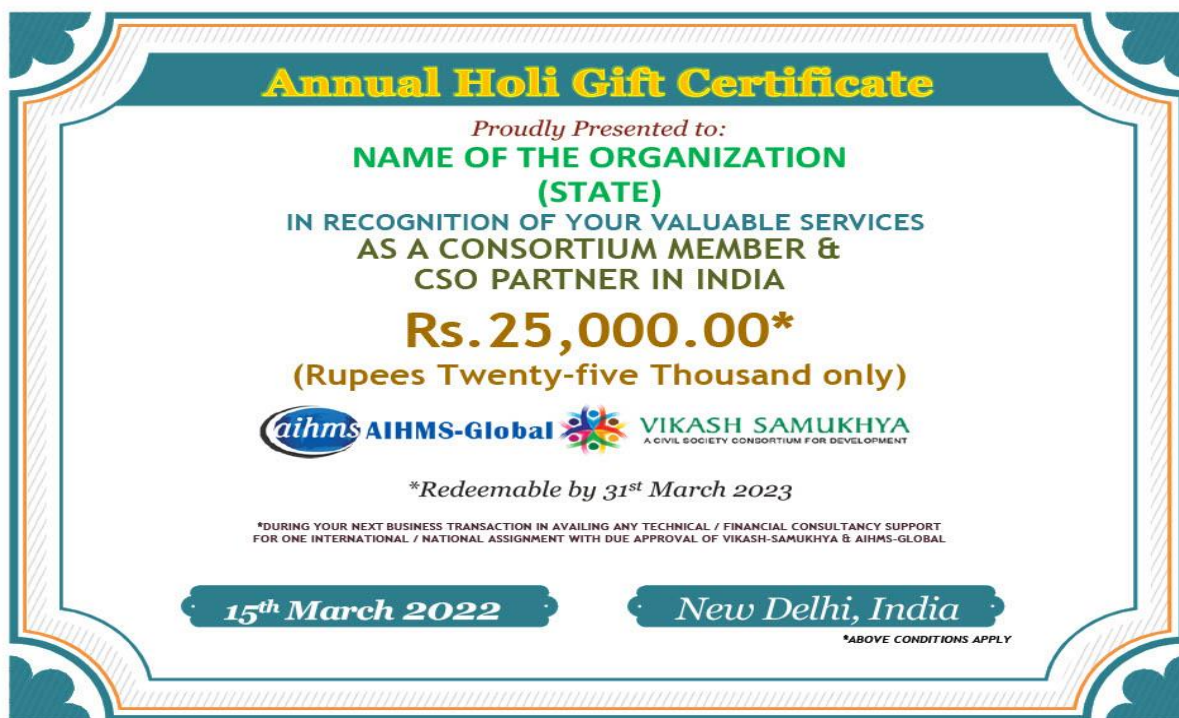 Annual Holi Gift Certificate
Proudly Presented to:
NAME OF THE ORGANIZATION
(STATE)
IN RECOGNITION OF YOUR VALUABLE SERVICES
AS A CONSORTIUM MEMBER &
CSO PARTNER IN INDIA
Rs.25,000.00*
(Rupees Twenty-five Thousand only)
aihms AIHMS-Global VIKASH SAMUKHYA
A CIVIL SOCIETY CONSORTIUM FOR DEVELOPMENT
*Redeemable by 31st March 2023
*DURING YOUR NEXT BUSINESS TRANSACTION IN AVAILING ANY TECHNICAL / FINANCIAL CONSULTANCY SUPPORT
FOR ONE INTERNATIONAL / NATIONAL ASSIGNMENT WITH DUE APPROVAL OF VIKASH-SAMUKHYA & AIHMS-GLOBAL
15th March 2022 New Delhi, India
*ABOVE CONDITIONS APPLY